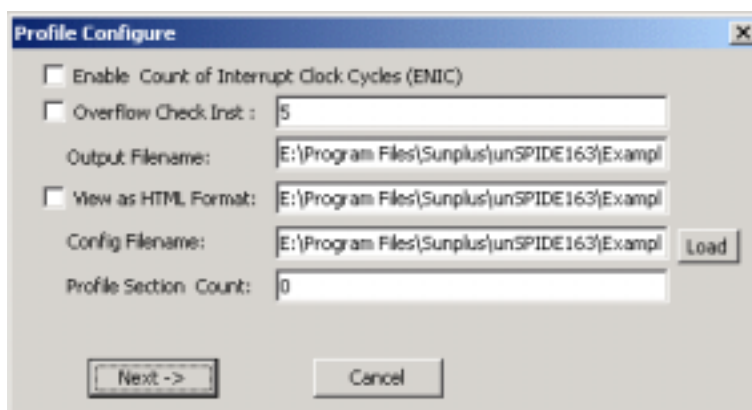 Profile Configure
Enable Count of Interrupt Clock Cycles (ENIC)
Overflow Check Inst : 5
Output Filename: E:\Program Files\Sunplus\unSPIDE163\Exampl
View as HTML Format: E:\Program Files\Sunplus\unSPIDE163\Exampl
Config Filename: E:\Program Files\Sunplus\unSPIDE163\Exampl Load
Profile Section Count: 0
Next -> Cancel